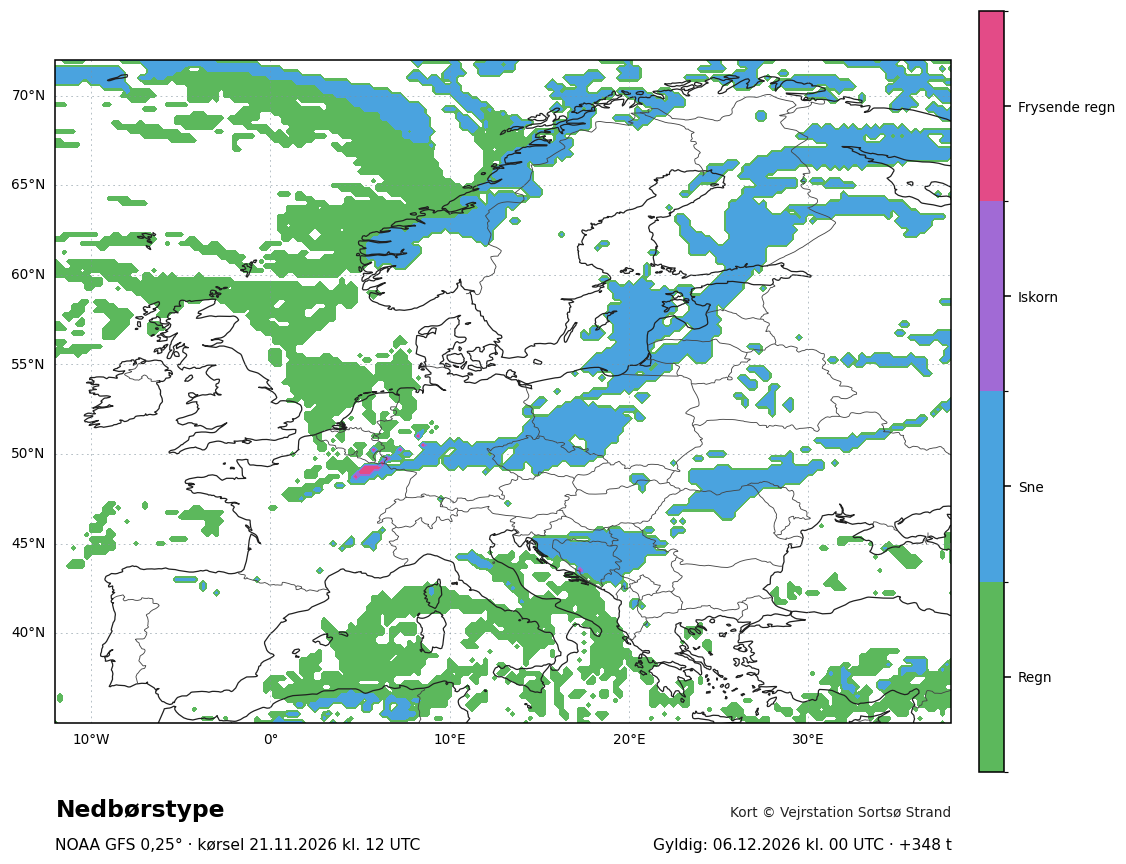 70°N
65°N
60°N
55°N
50°N
45°N
40°N
10°W
0°
10°E
20°E
30°E
Frysende regn
Iskorn
Sne
Regn
Nedbørstype
Kort © Vejrstation Sortsø Strand
NOAA GFS 0,25° · kørsel 21.11.2026 kl. 12 UTC
Gyldig: 06.12.2026 kl. 00 UTC · +348 t